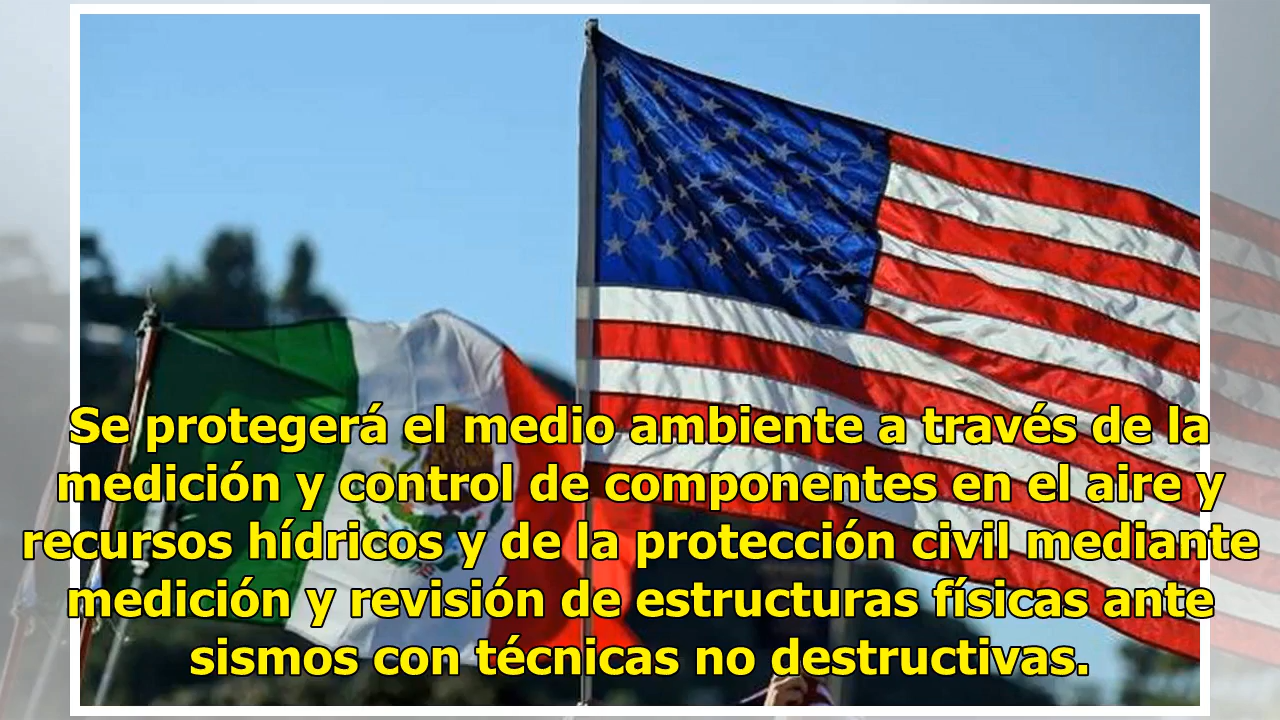 Se protegerá el medio ambiente a través de la
medición y control de componentes en el aire y
recursos hídricos y de la protección civil mediante
medición y revisión de estructuras físicas ante
sismos con técnicas no destructivas.